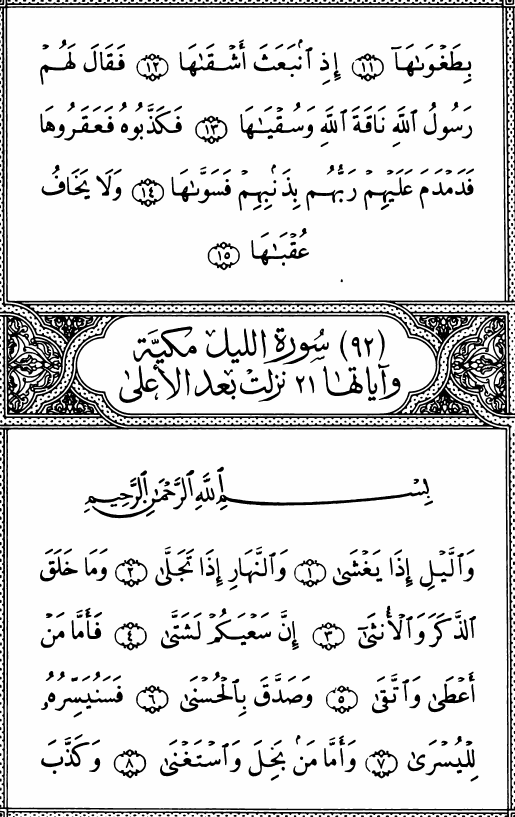 بِطَغْوَىٰهَآ ١١ إِذِ ٱنۢبَعَثَ أَشْقَىٰهَا ١٢ فَقَالَ لَهُمْ
رَسُولُ ٱللَّهِ نَاقَةَ ٱللَّهِ وَسُقْيَـٰهَا ١٣ فَكَذَّبُوهُ فَعَقَرُوهَا
فَدَمْدَمَ عَلَيْهِمْ رَبُّهُم بِذَنۢبِهِمْ فَسَوَّىٰهَا ١٤ وَلَا يَخَافُ
عُقْبَـٰهَا ١٥
(٩٢) سُورَة الليل مكيَّة
وآياتها ٢١ نزلت بعد الأعلى
بِسْمِ ٱللَّهِ ٱلرَّحْمَـٰنِ ٱلرَّحِيمِ
وَٱلَّيْلِ إِذَا يَغْشَىٰ ١ وَٱلنَّهَارِ إِذَا تَجَلَّىٰ ٢ وَمَا خَلَقَ
ٱلذَّكَرَ وَٱلْأُنثَىٰٓ ٣ إِنَّ سَعْيَكُمْ لَشَتَّىٰ ٤ فَأَمَّا مَنْ
أَعْطَىٰ وَٱتَّقَىٰ ٥ وَصَدَّقَ بِٱلْحُسْنَىٰ ٦ فَسَنُيَسِّرُهُۥ
لِلْيُسْرَىٰ ٧ وَأَمَّا مَنۢ بَخِلَ وَٱسْتَغْنَىٰ ٨ وَكَذَّبَ